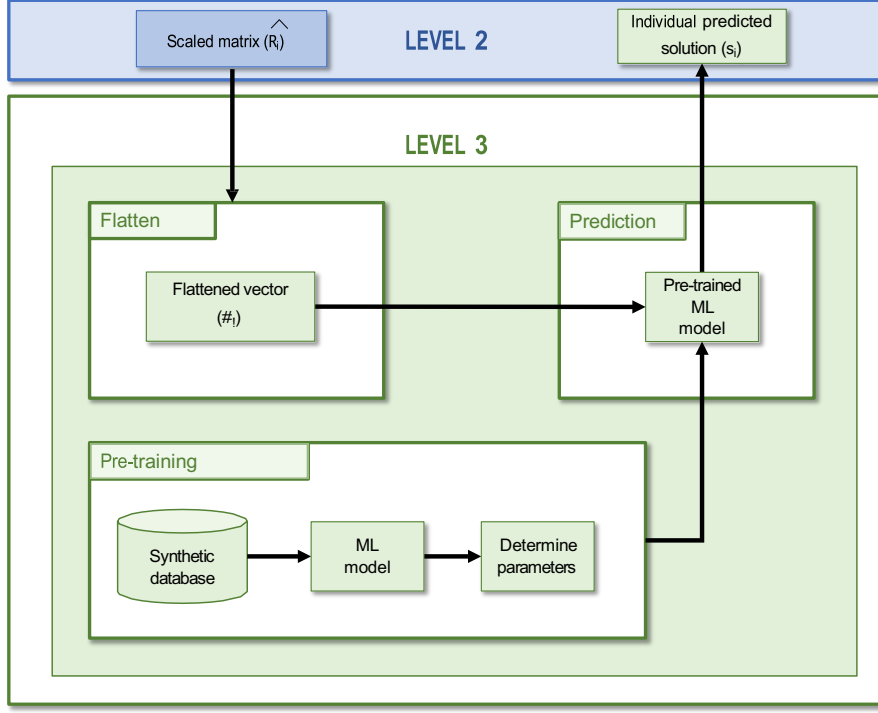 Scaled matrix (R̂ᵢ)
LEVEL 2
Individual predicted
solution (sᵢ)
LEVEL 3
Flatten
Flattened vector
(#!)
Prediction
Pre-trained
ML
model
Pre-training
Synthetic
database
ML
model
Determine
parameters